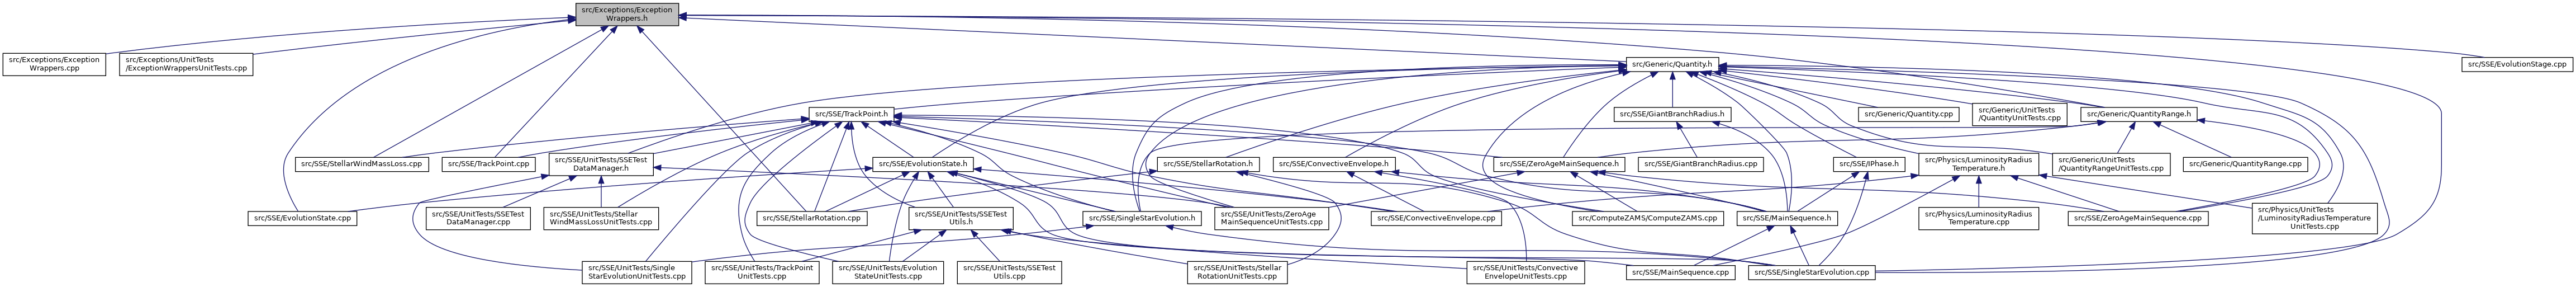 src/Exceptions/Exception
Wrappers.h
src/Exceptions/Exception
Wrappers.cpp
src/Exceptions/UnitTests
/ExceptionWrappersUnitTests.cpp
src/Generic/Quantity.h
src/SSE/EvolutionStage.cpp
src/SSE/TrackPoint.h
src/SSE/GiantBranchRadius.h
src/Generic/Quantity.cpp
src/Generic/UnitTests
/QuantityUnitTests.cpp
src/Generic/QuantityRange.h
src/SSE/StellarWindMassLoss.cpp
src/SSE/TrackPoint.cpp
src/SSE/UnitTests/SSETest
DataManager.h
src/SSE/EvolutionState.h
src/SSE/StellarRotation.h
src/SSE/ConvectiveEnvelope.h
src/SSE/ZeroAgeMainSequence.h
src/SSE/GiantBranchRadius.cpp
src/SSE/IPhase.h
src/Physics/LuminosityRadius
Temperature.h
src/Generic/UnitTests
/QuantityRangeUnitTests.cpp
src/Generic/QuantityRange.cpp
src/SSE/EvolutionState.cpp
src/SSE/UnitTests/SSETest
DataManager.cpp
src/SSE/UnitTests/Stellar
WindMassLossUnitTests.cpp
src/SSE/StellarRotation.cpp
src/SSE/UnitTests/SSETest
Utils.h
src/SSE/SingleStarEvolution.h
src/SSE/UnitTests/ZeroAge
MainSequenceUnitTests.cpp
src/SSE/ConvectiveEnvelope.cpp
src/ComputeZAMS/ComputeZAMS.cpp
src/SSE/MainSequence.h
src/Physics/LuminosityRadius
Temperature.cpp
src/SSE/ZeroAgeMainSequence.cpp
src/Physics/UnitTests
/LuminosityRadiusTemperature
UnitTests.cpp
src/SSE/UnitTests/Single
StarEvolutionUnitTests.cpp
src/SSE/UnitTests/TrackPoint
UnitTests.cpp
src/SSE/UnitTests/Evolution
StateUnitTests.cpp
src/SSE/UnitTests/SSETest
Utils.cpp
src/SSE/UnitTests/Stellar
RotationUnitTests.cpp
src/SSE/UnitTests/Convective
EnvelopeUnitTests.cpp
src/SSE/MainSequence.cpp
src/SSE/SingleStarEvolution.cpp